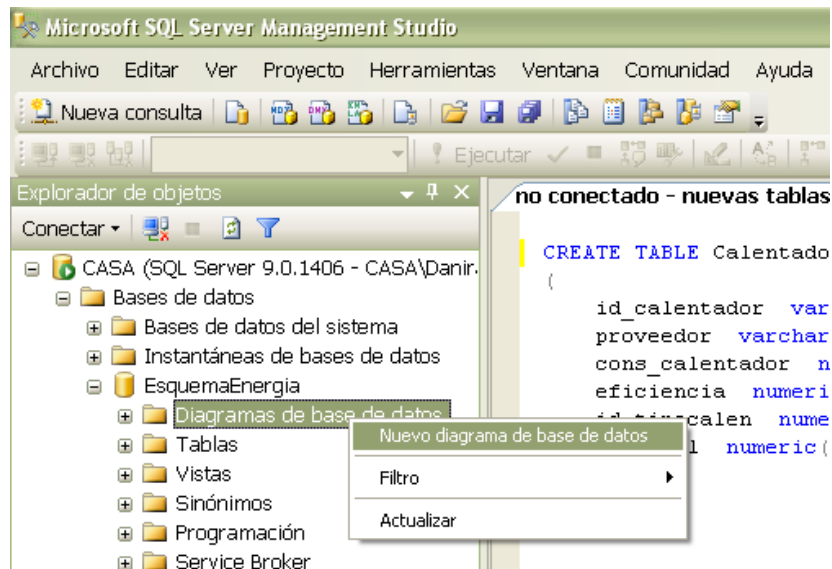 Microsoft SQL Server Management Studio
Archivo Editar Ver Proyecto Herramientas Ventana Comunidad Ayuda
Nueva consulta
Ejecutar
Explorador de objetos
no conectado - nuevas tablas
Conectar
CASA (SQL Server 9.0.1406 - CASA\Danir.
Bases de datos
Bases de datos del sistema
Instantáneas de bases de datos
EsquemaEnergia
Diagramas de base de datos
Tablas
Vistas
Sinónimos
Programación
Service Broker
Nuevo diagrama de base de datos
Filtro
Actualizar
CREATE TABLE Calentado
(
id_calentador var
proveedor varchar
cons_calentador n
eficiencia numeri
calen nume
l numeric(